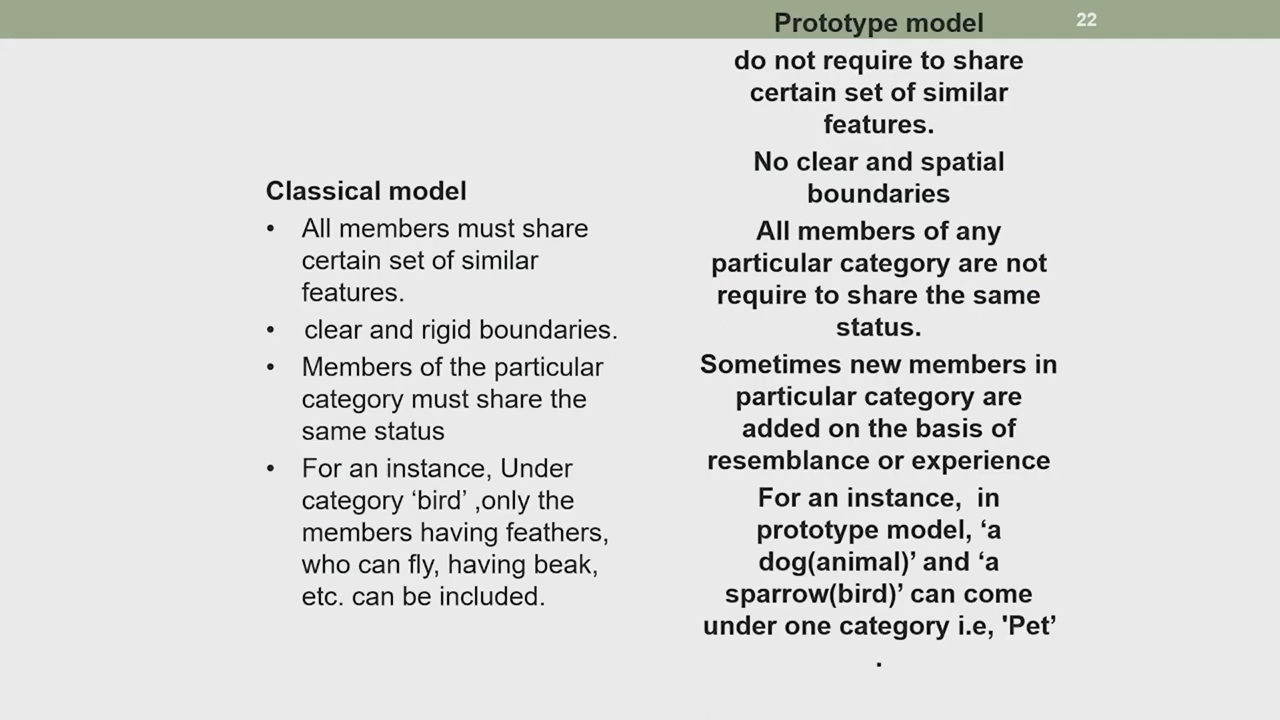 Classical model
• All members must share
certain set of similar
features.
• clear and rigid boundaries.
• Members of the particular
category must share the
same status
• For an instance, Under
category ‘bird’ ,only the
members having feathers,
who can fly, having beak,
etc. can be included.
Prototype model
do not require to share
certain set of similar
features.
No clear and spatial
boundaries
All members of any
particular category are not
require to share the same
status.
Sometimes new members in
particular category are
added on the basis of
resemblance or experience
For an instance, in
prototype model, ‘a
dog(animal)’ and ‘a
sparrow(bird)’ can come
under one category i.e, 'Pet’
.
22